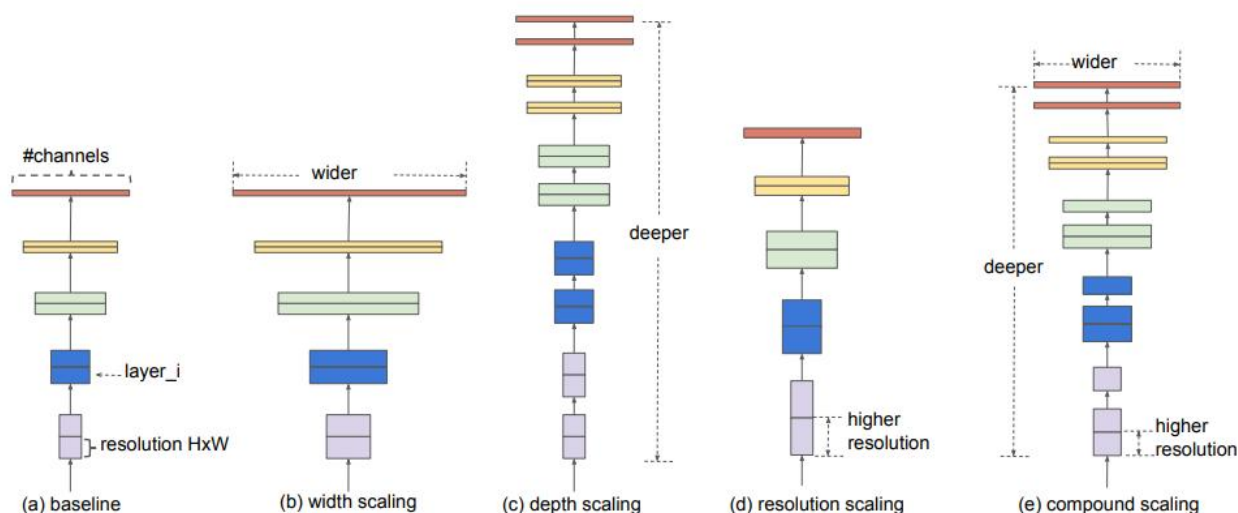 #channels
layer_i
resolution HxW
(a) baseline
wider
(b) width scaling
deeper
(c) depth scaling
higher
resolution
(d) resolution scaling
wider
deeper
higher
resolution
(e) compound scaling